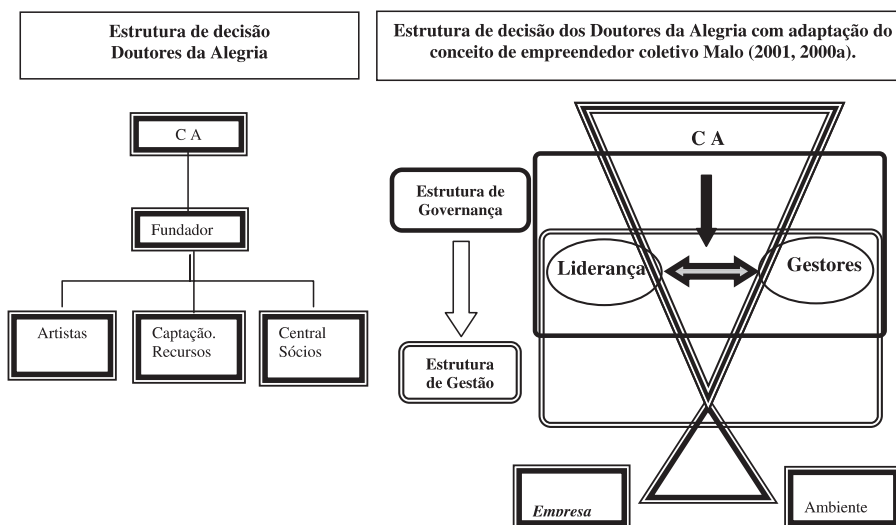 Estrutura de decisão
Doutores da Alegria
C A
Fundador
Artistas
Captação.
Recursos
Central
Sócios
Estrutura de decisão dos Doutores da Alegria com adaptação do
conceito de empreendedor coletivo Malo (2001, 2000a).
C A
Estrutura de
Governança
Liderança
Gestores
Estrutura
de Gestão
Empresa
Ambiente